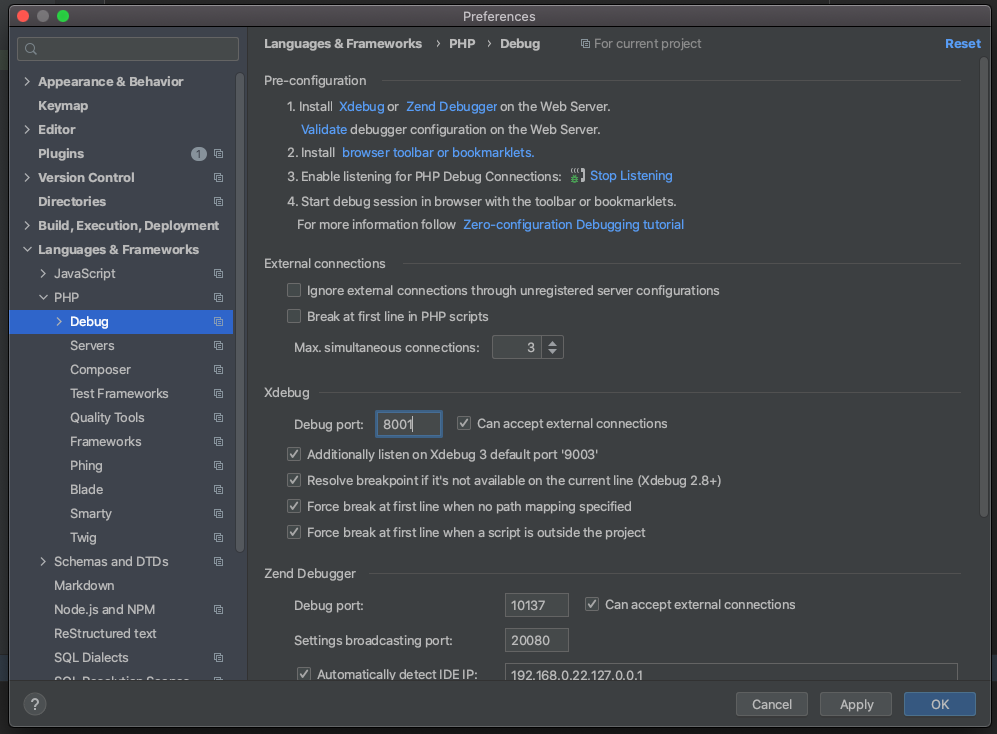 Preferences
Languages & Frameworks › PHP › Debug For current project Reset
Appearance & Behavior
Keymap
Editor
Plugins 1
Version Control
Directories
Build, Execution, Deployment
Languages & Frameworks
JavaScript
PHP
Debug
Servers
Composer
Test Frameworks
Quality Tools
Frameworks
Phing
Blade
Smarty
Twig
Schemas and DTDs
Markdown
Node.js and NPM
ReStructured text
SQL Dialects
SQL Resolution Scopes
Pre-configuration
1. Install Xdebug or Zend Debugger on the Web Server.
Validate debugger configuration on the Web Server.
2. Install browser toolbar or bookmarklets.
3. Enable listening for PHP Debug Connections: Stop Listening
4. Start debug session in browser with the toolbar or bookmarklets.
For more information follow Zero-configuration Debugging tutorial
External connections
Ignore external connections through unregistered server configurations
Break at first line in PHP scripts
Max. simultaneous connections: 3
Xdebug
Debug port: 8001 Can accept external connections
Additionally listen on Xdebug 3 default port '9003'
Resolve breakpoint if it's not available on the current line (Xdebug 2.8+)
Force break at first line when no path mapping specified
Force break at first line when a script is outside the project
Zend Debugger
Debug port: 10137 Can accept external connections
Settings broadcasting port: 20080
Automatically detect IDE IP: 192.168.0.22,127.0.0.1
? Cancel Apply OK